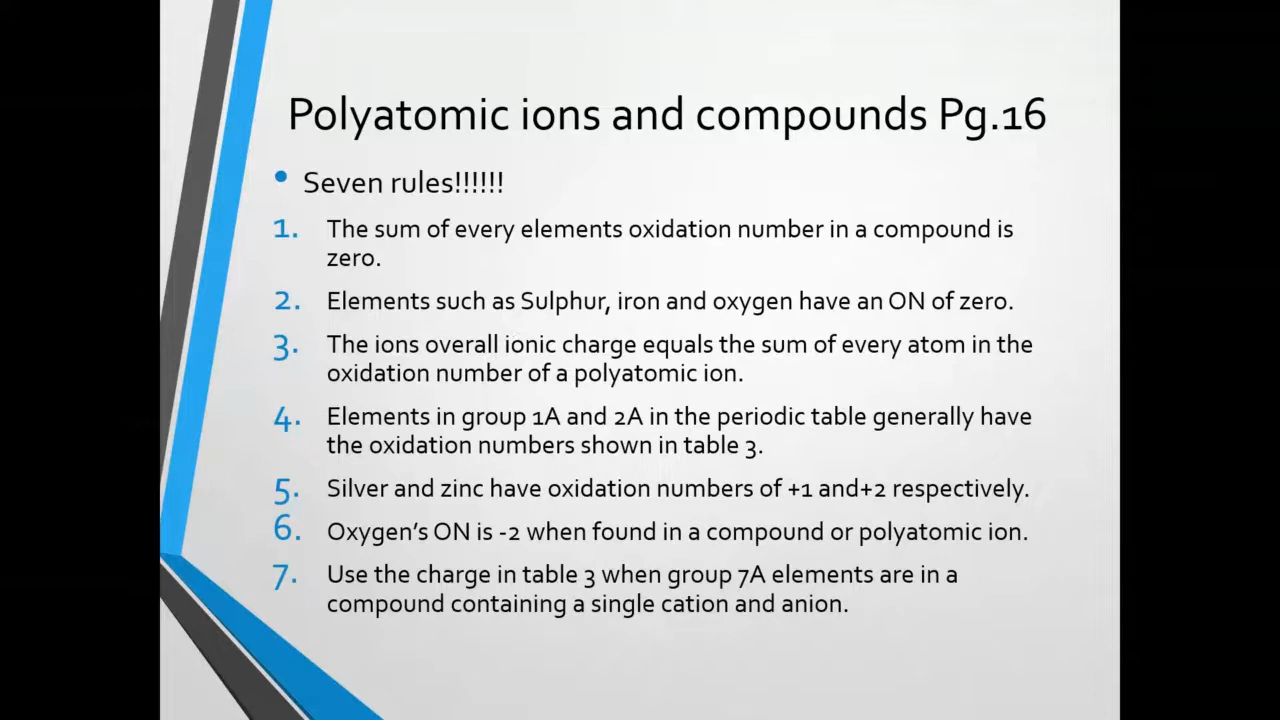 Polyatomic ions and compounds Pg.16
• Seven rules!!!!!!
1. The sum of every elements oxidation number in a compound is
zero.
2. Elements such as Sulphur, iron and oxygen have an ON of zero.
3. The ions overall ionic charge equals the sum of every atom in the
oxidation number of a polyatomic ion.
4. Elements in group 1A and 2A in the periodic table generally have
the oxidation numbers shown in table 3.
5. Silver and zinc have oxidation numbers of +1 and+2 respectively.
6. Oxygen’s ON is -2 when found in a compound or polyatomic ion.
7. Use the charge in table 3 when group 7A elements are in a
compound containing a single cation and anion.